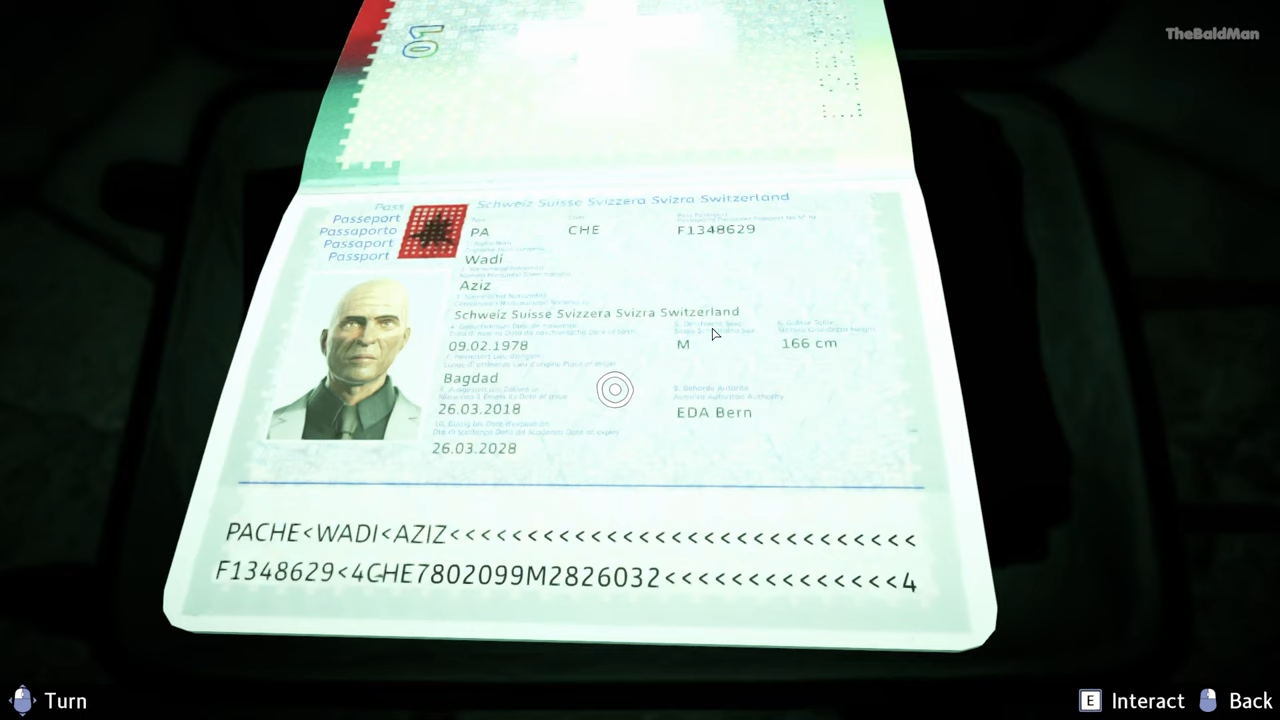 TheBaldMan
01
Pass
Passeport
Passaporto
Passaport
Passport
Schweiz Suisse Svizzera Svizra Switzerland
PA CHE F1348629
Wadi
Aziz
Schweiz Suisse Svizzera Svizra Switzerland
09.02.1978 M 166 cm
Bagdad
26.03.2018 EDA Bern
26.03.2028
PACHE<WADI<AZIZ<<<<<<<<<<<<<<<<<<<<<<<<<<<<
F1348629<4CHE7802099M2826032<<<<<<<<<<<<<<<4
Turn
E Interact Back